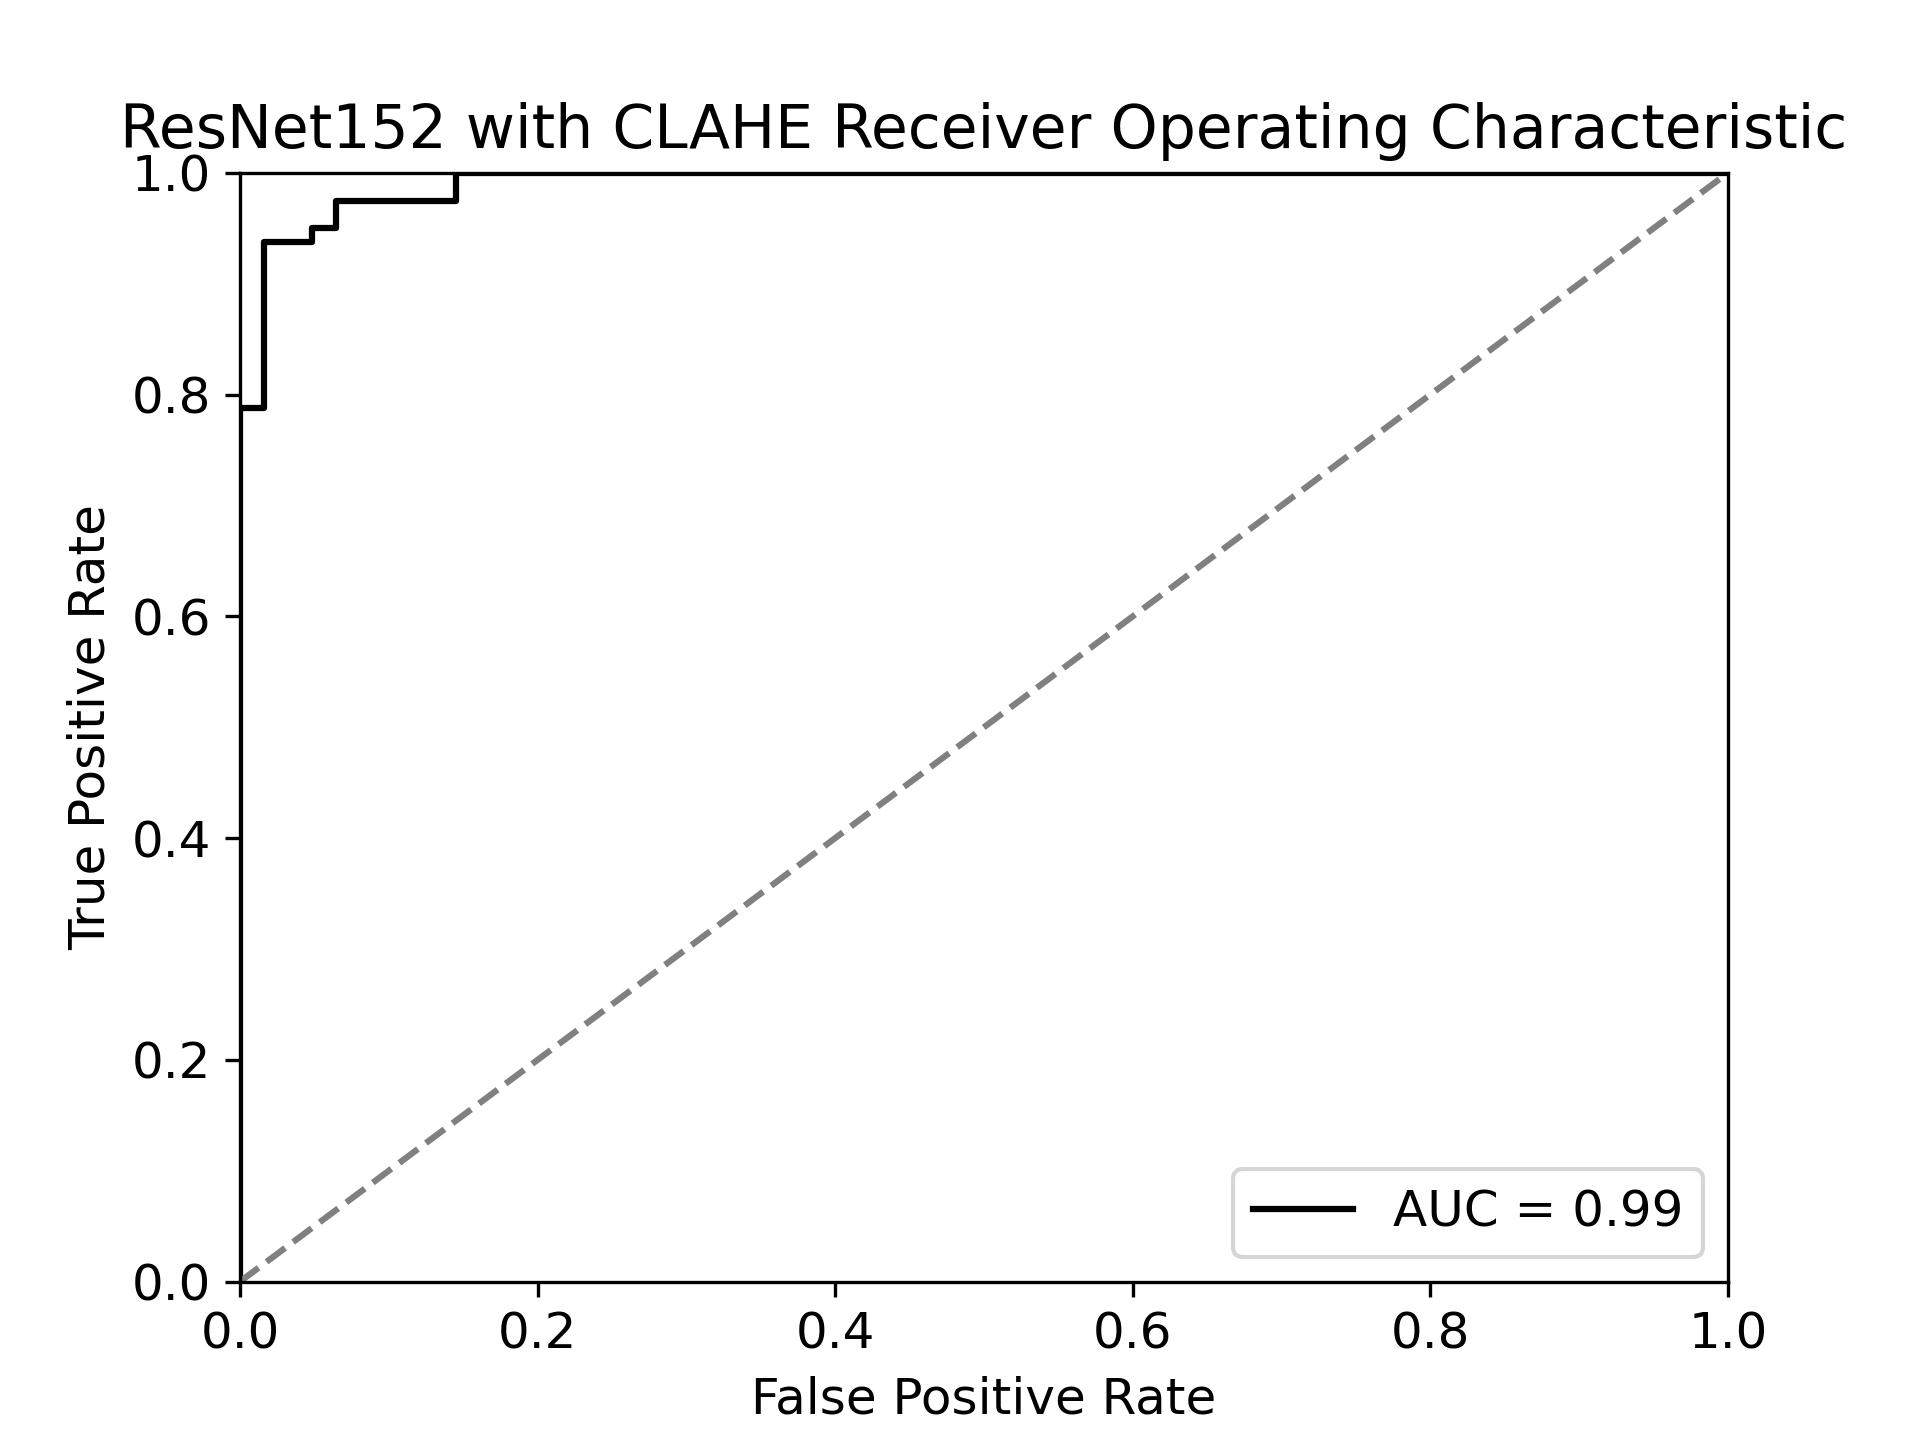 ResNet152 with CLAHE Receiver Operating Characteristic
1.0
0.8
0.6
0.4
0.2
0.0
True Positive Rate
AUC = 0.99
0.0 0.2 0.4 0.6 0.8 1.0
False Positive Rate